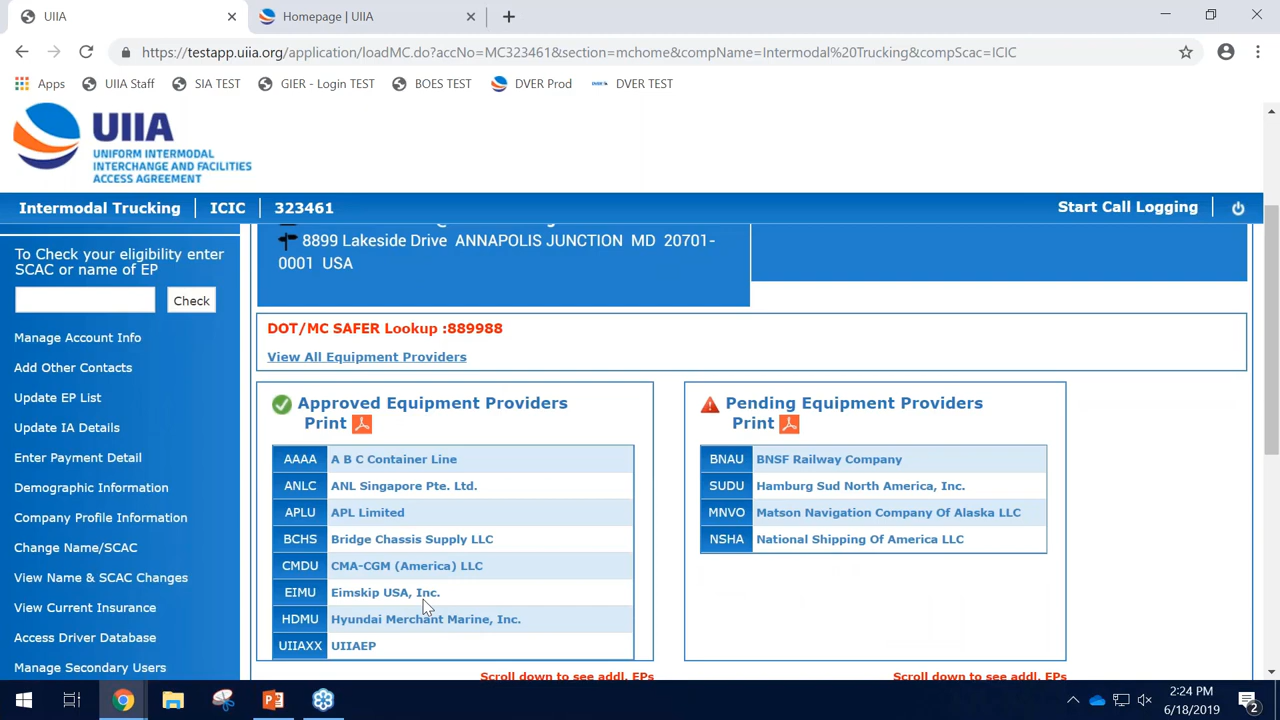 UIIA
Homepage | UIIA
https://testapp.uiia.org/application/loadMC.do?accNo=MC323461&section=mchome&compName=Intermodal%20Trucking&compScac=ICIC
Apps UIIA Staff SIA TEST GIER - Login TEST BOES TEST DVER Prod DVER TEST
UIIA
UNIFORM INTERMODAL
INTERCHANGE AND FACILITIES
ACCESS AGREEMENT
Intermodal Trucking ICIC 323461 Start Call Logging
To Check your eligibility enter
SCAC or name of EP
Check
Manage Account Info
Add Other Contacts
Update EP List
Update IA Details
Enter Payment Detail
Demographic Information
Company Profile Information
Change Name/SCAC
View Name & SCAC Changes
View Current Insurance
Access Driver Database
Manage Secondary Users
8899 Lakeside Drive ANNAPOLIS JUNCTION MD 20701-
0001 USA
DOT/MC SAFER Lookup :889988
View All Equipment Providers
Approved Equipment Providers
Print
AAAA A B C Container Line
ANLC ANL Singapore Pte. Ltd.
APLU APL Limited
BCHS Bridge Chassis Supply LLC
CMDU CMA-CGM (America) LLC
EIMU Eimskip USA, Inc.
HDMU Hyundai Merchant Marine, Inc.
UIIAXX UIIAEP
Scroll down to see addl. EPs
Pending Equipment Providers
Print
BNAU BNSF Railway Company
SUDU Hamburg Sud North America, Inc.
MNVO Matson Navigation Company Of Alaska LLC
NSHA National Shipping Of America LLC
Scroll down to see addl. EPs
2:24 PM
6/18/2019
2